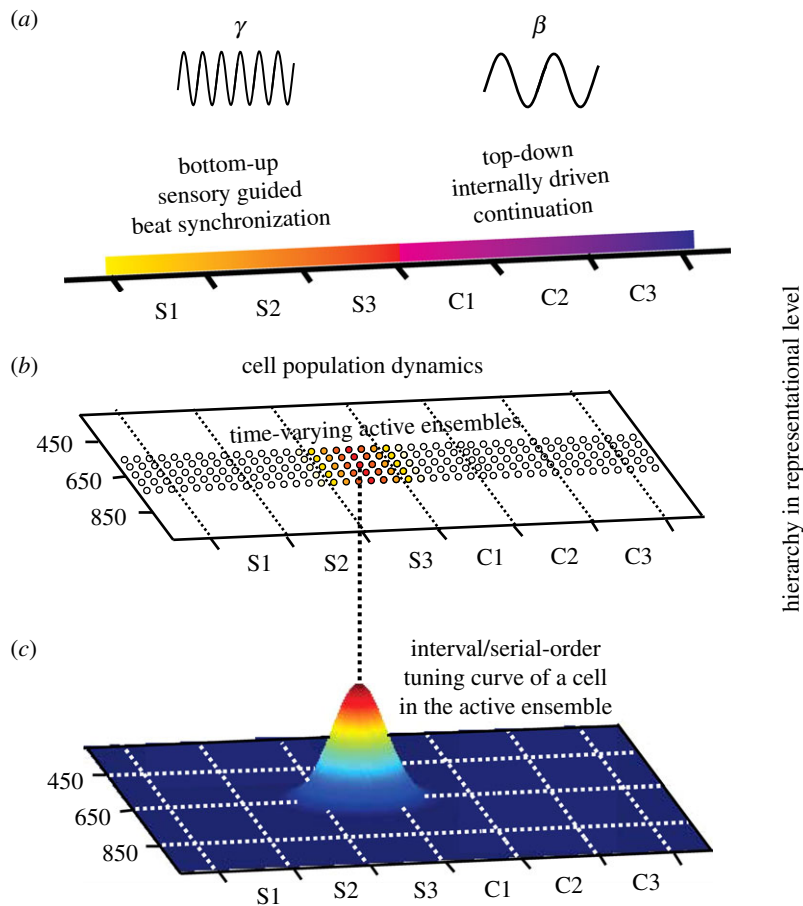 (a)
γ
β
bottom-up
sensory guided
beat synchronization
top-down
internally driven
continuation
S1 S2 S3 C1 C2 C3
(b)
cell population dynamics
time-varying active ensembles
450
650
850
S1 S2 S3 C1 C2 C3
(c)
interval/serial-order
tuning curve of a cell
in the active ensemble
450
650
850
S1 S2 S3 C1 C2 C3
hierarchy in representational level